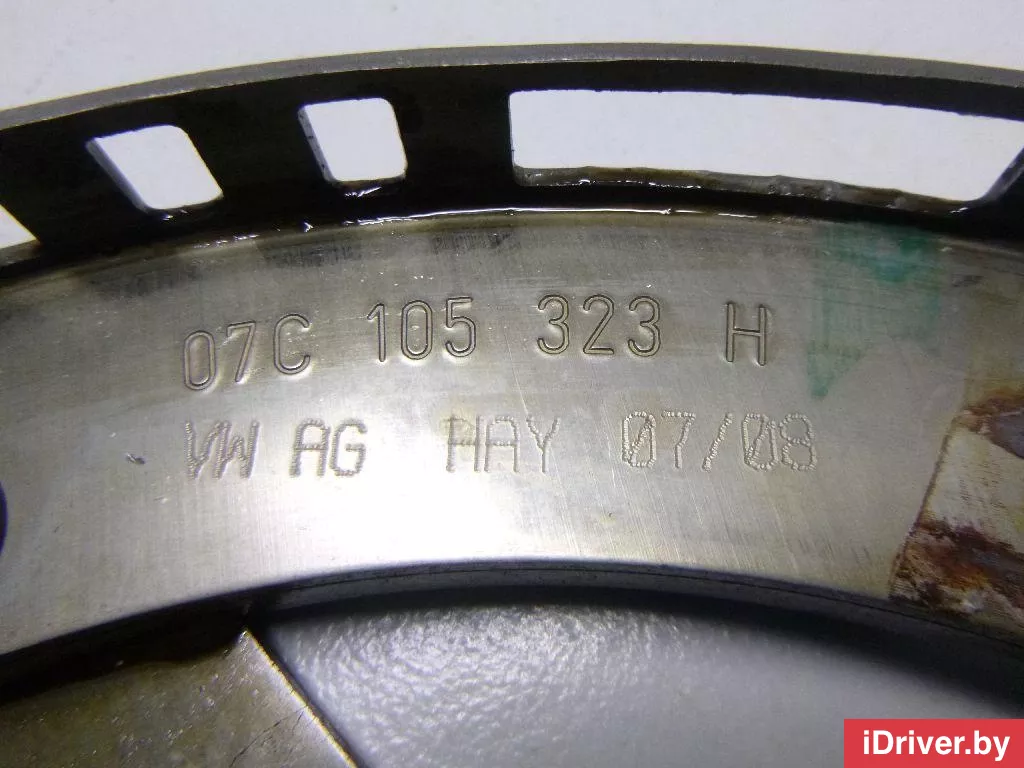 07C 105 323 H
VW AG HAY 07/08
iDriver.by